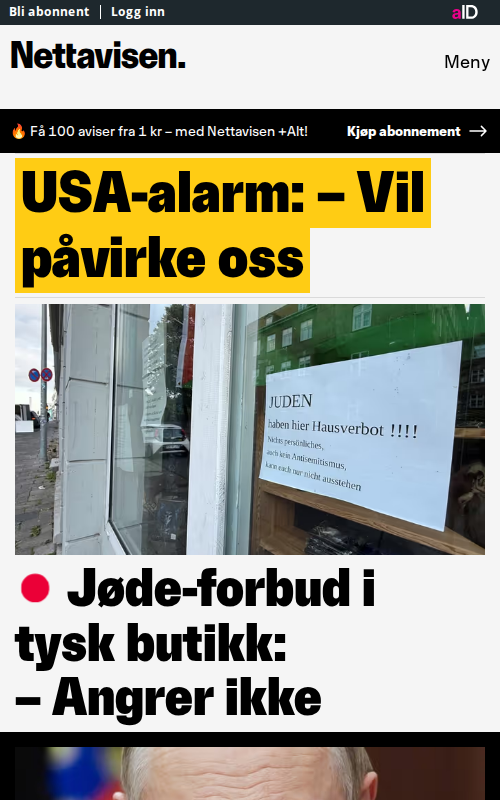 Bli abonnent
Logg inn
aID
Nettavisen.
Meny
🔥 Få 100 aviser fra 1 kr – med Nettavisen +Alt!
Kjøp abonnement →
USA-alarm: – Vil
påvirke oss
JUDEN
haben hier Hausverbot !!!!
Nichts persönliches,
auch kein Antisemitismus,
kann euch nur nicht ausstehen
Jøde-forbud i
tysk butikk:
– Angrer ikke